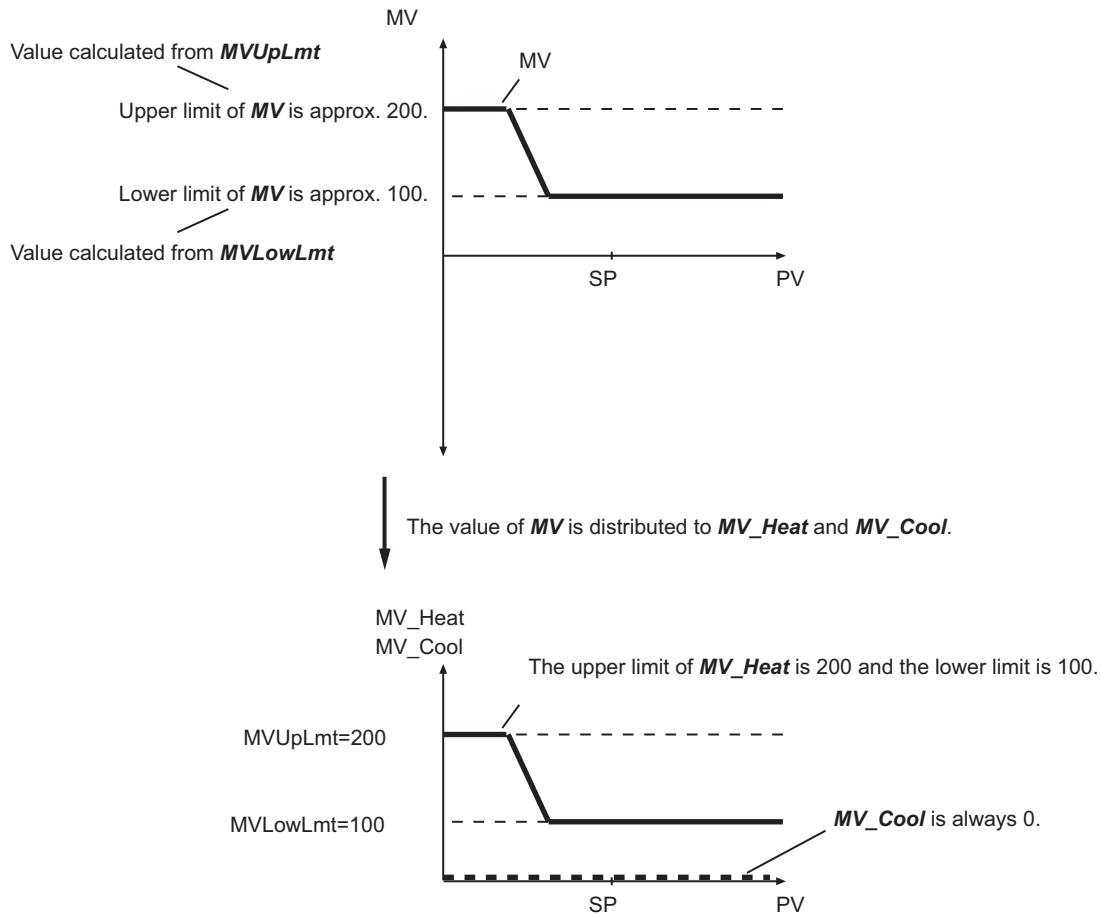 MV
Value calculated from MVUpLmt
MV
Upper limit of MV is approx. 200.
Lower limit of MV is approx. 100.
Value calculated from MVLowLmt
SP
PV
The value of MV is distributed to MV_Heat and MV_Cool.
MV_Heat
MV_Cool
The upper limit of MV_Heat is 200 and the lower limit is 100.
MVUpLmt=200
MVLowLmt=100
MV_Cool is always 0.
SP
PV